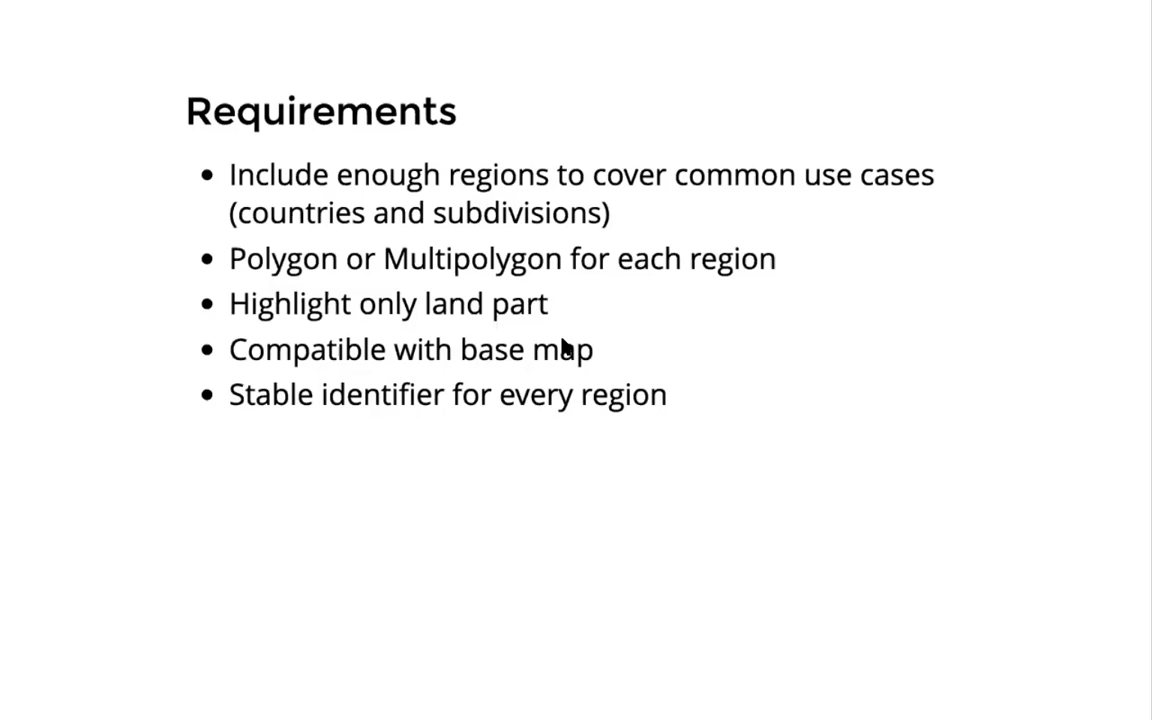 Requirements
• Include enough regions to cover common use cases
(countries and subdivisions)
• Polygon or Multipolygon for each region
• Highlight only land part
• Compatible with base map
• Stable identifier for every region